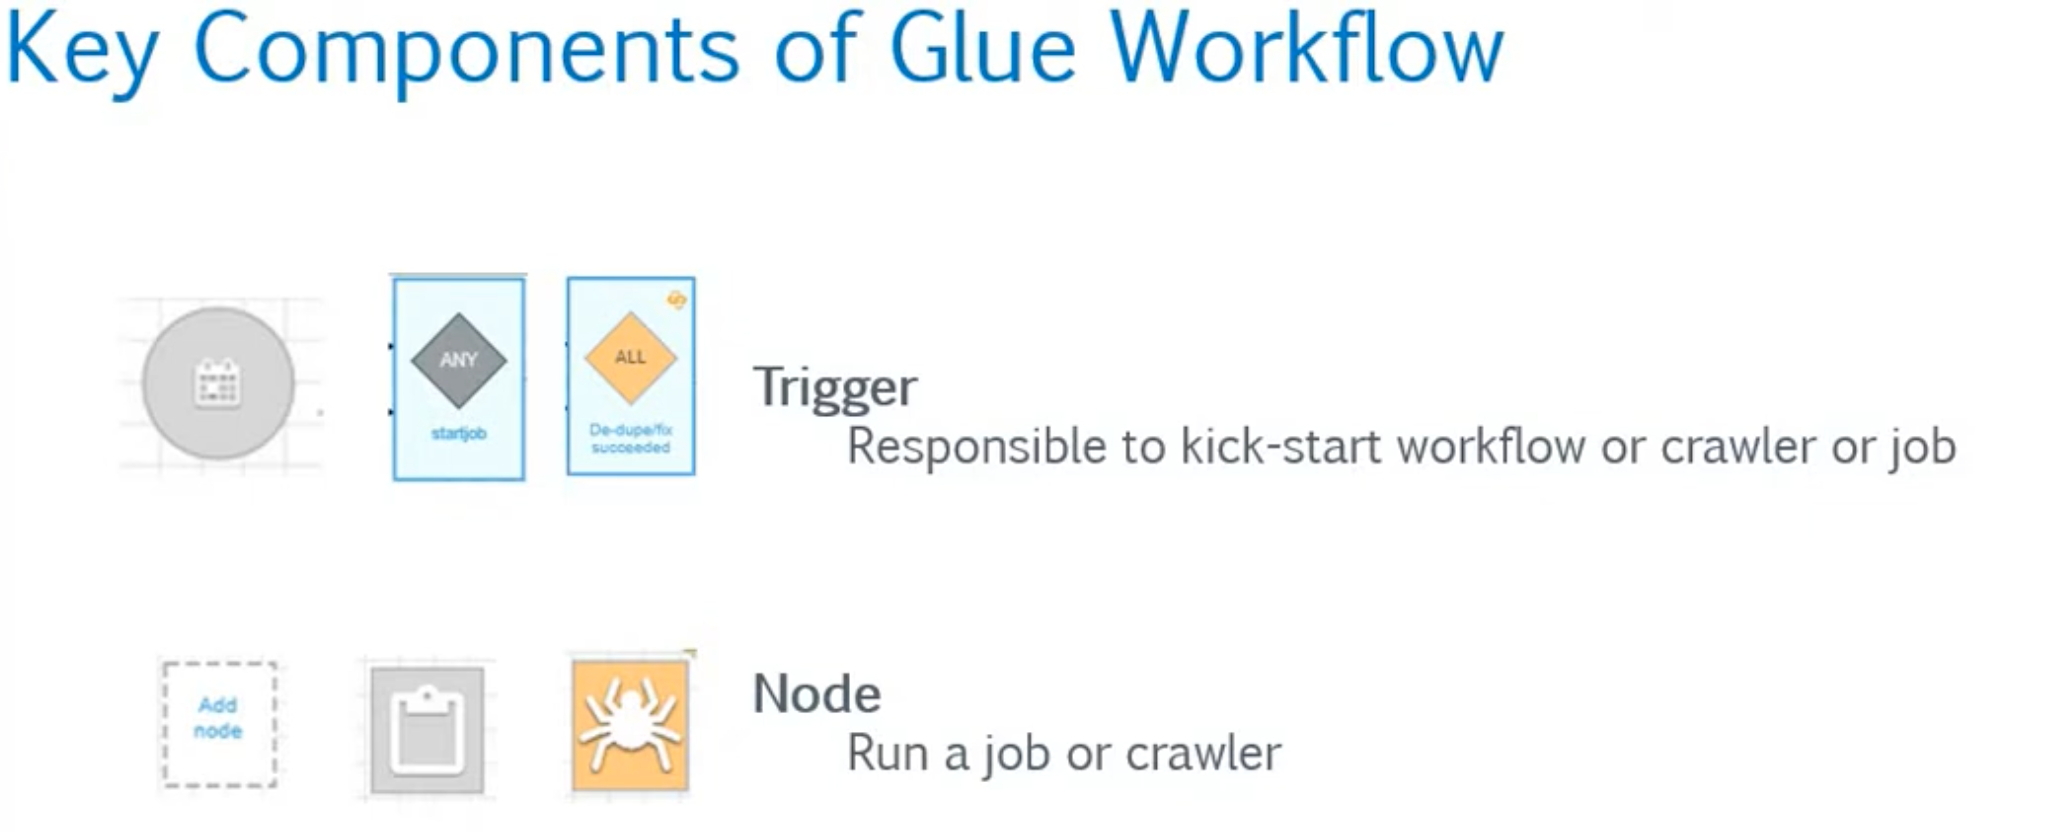 Key Components of Glue Workflow
ANY
startjob
ALL
De-dupe/fix
succeeded
Trigger
Responsible to kick-start workflow or crawler or job
Add
node
Node
Run a job or crawler